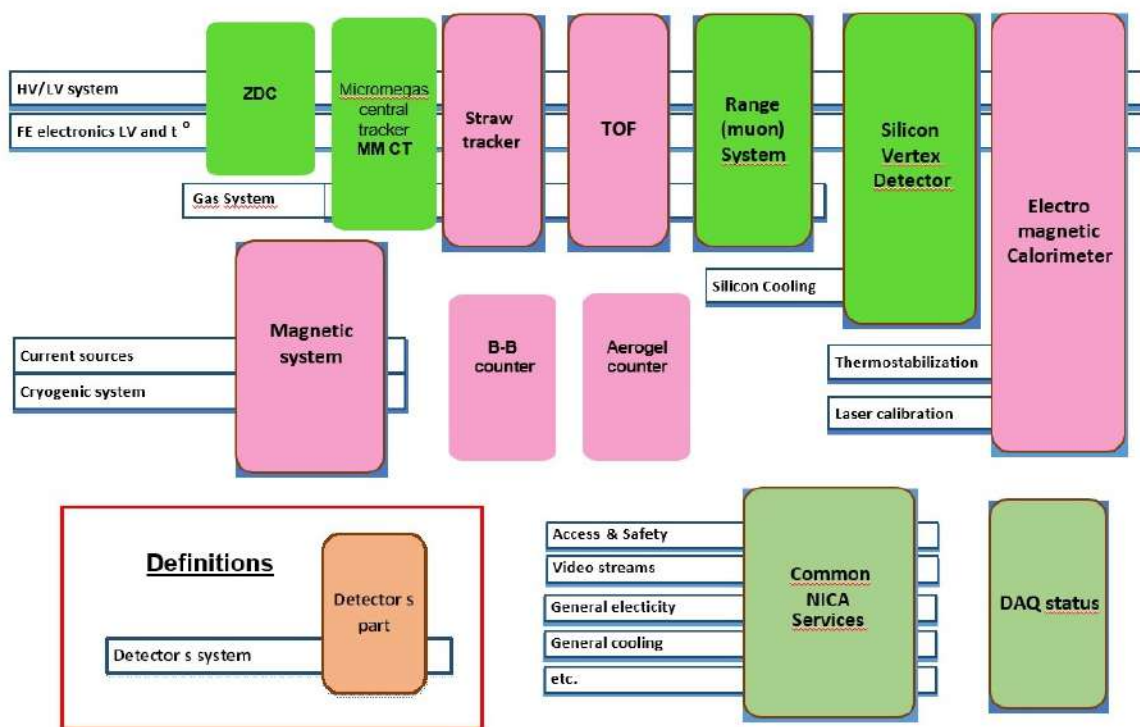 HV/LV system
FE electronics LV and t °
ZDC
Micromegas
central
tracker
MM CT
Straw
tracker
TOF
Range
(muon)
System
Silicon
Vertex
Detector
Electro
magnetic
Calorimeter
Gas System
Silicon Cooling
Magnetic
system
Current sources
Cryogenic system
B-B
counter
Aerogel
counter
Thermostabilization
Laser calibration
Definitions
Detector s
part
Detector s system
Access & Safety
Video streams
General electicity
General cooling
etc.
Common
NICA
Services
DAQ status